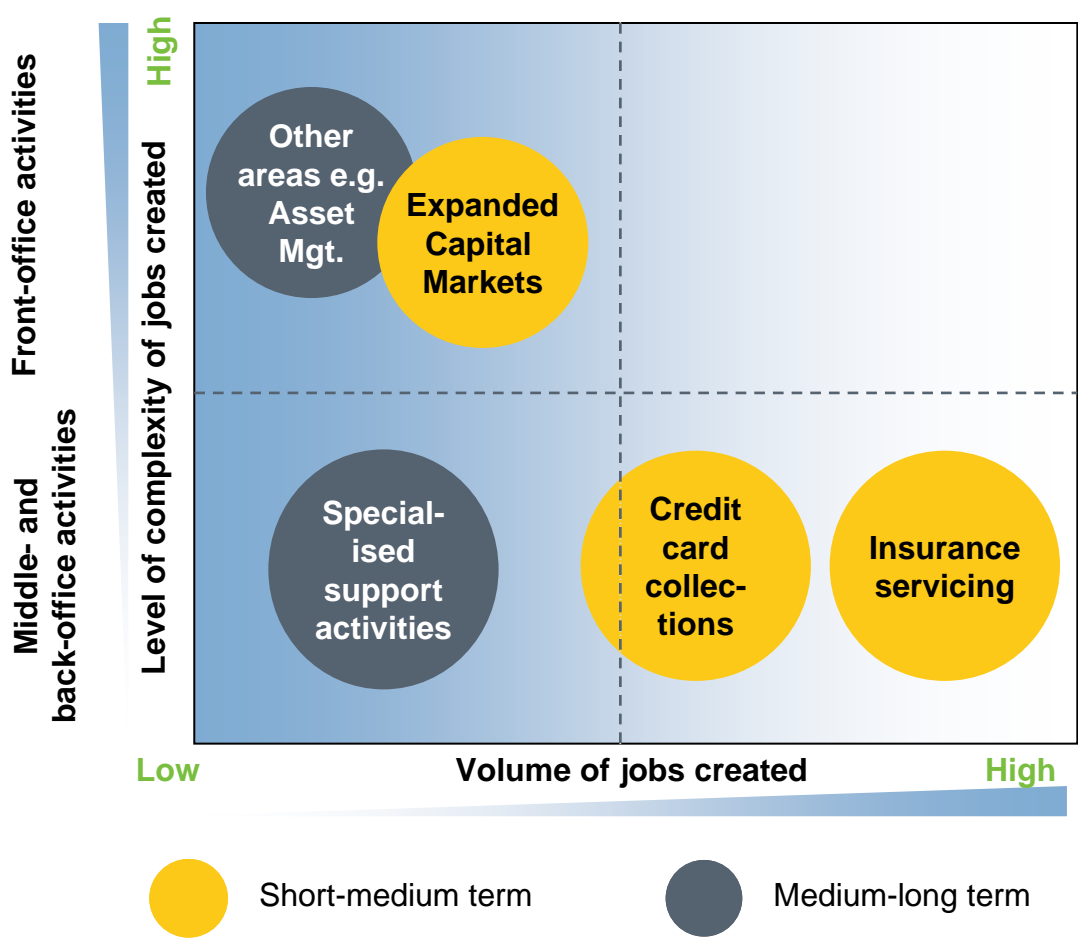 Front-office activities
Middle- and
back-office activities
Level of complexity of jobs created
High
Other
areas e.g.
Asset
Mgt.
Expanded
Capital
Markets
Special-
ised
support
activities
Credit
card
collec-
tions
Insurance
servicing
Low
Volume of jobs created
High
Short-medium term
Medium-long term